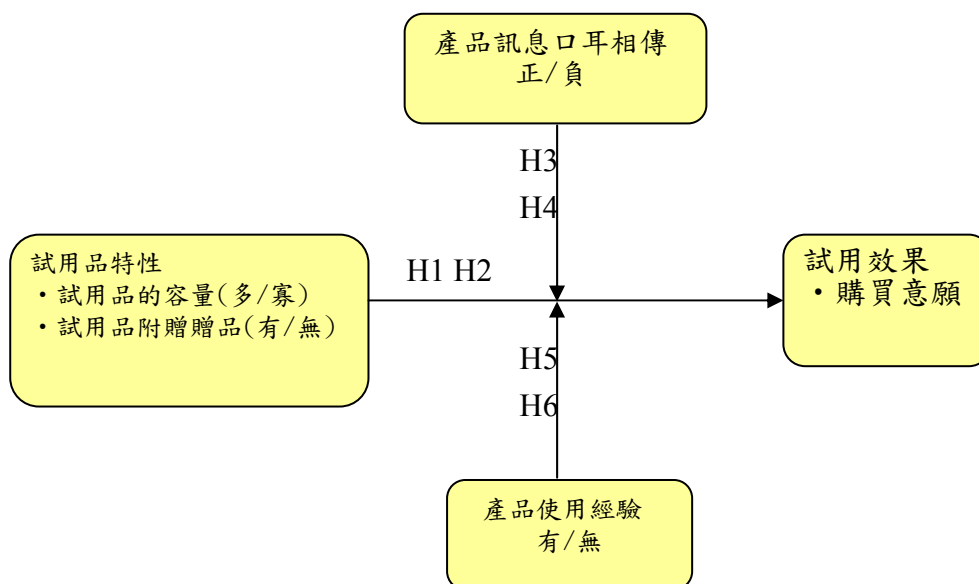 產品訊息口耳相傳
正/負
H3
H4
試用品特性
・試用品的容量(多/寡)
・試用品附贈贈品(有/無)
H1 H2
試用效果
・購買意願
H5
H6
產品使用經驗
有/無